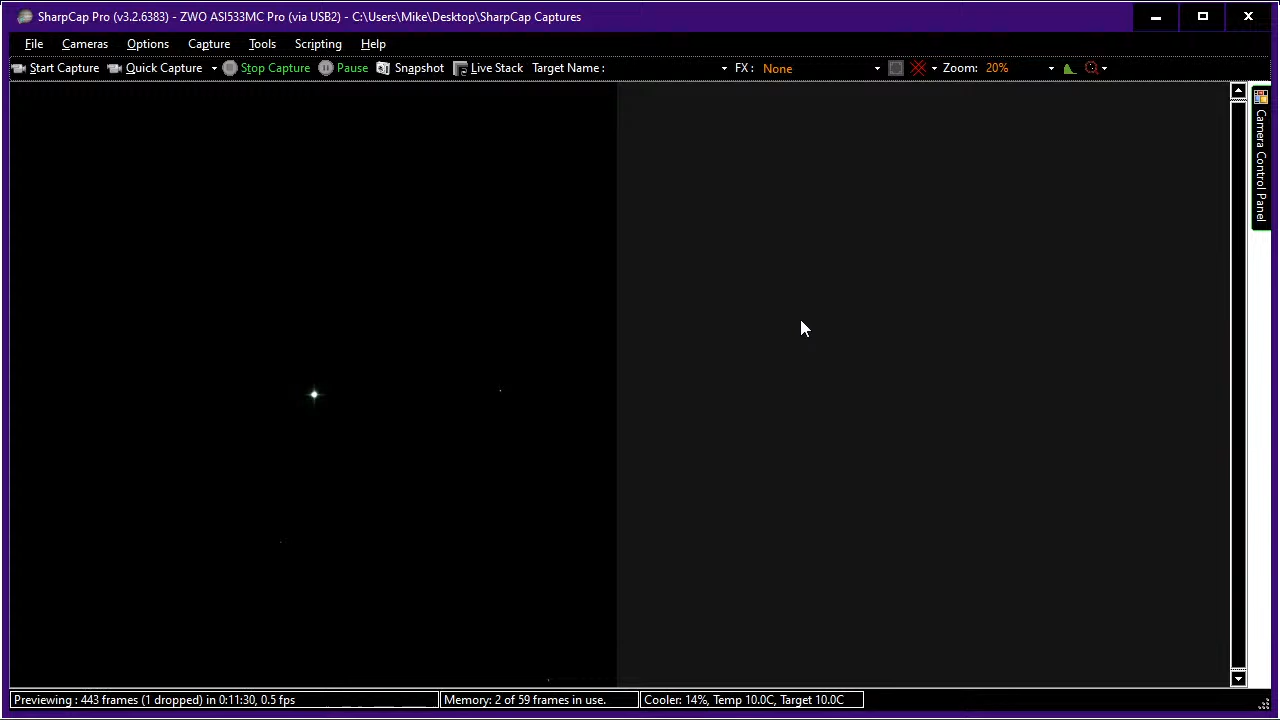 SharpCap Pro (v3.2.6383) - ZWO ASI533MC Pro (via USB2) - C:\Users\Mike\Desktop\SharpCap Captures
File Cameras Options Capture Tools Scripting Help
Start Capture Quick Capture Stop Capture Pause Snapshot Live Stack Target Name : FX : None Zoom: 20%
Camera Control Panel
Previewing : 443 frames (1 dropped) in 0:11:30, 0.5 fps Memory: 2 of 59 frames in use. Cooler: 14%, Temp 10.0C, Target 10.0C